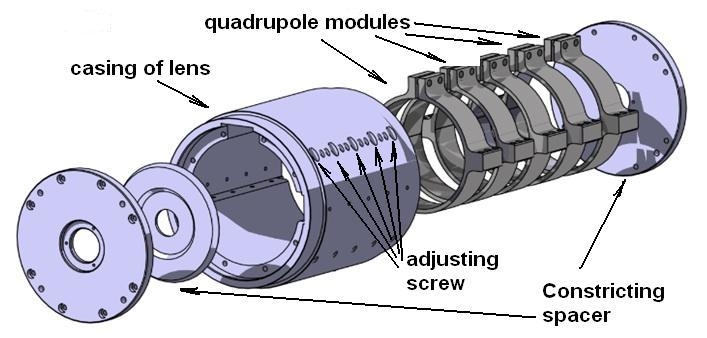 quadrupole modules
casing of lens
adjusting
screw
Constricting
spacer